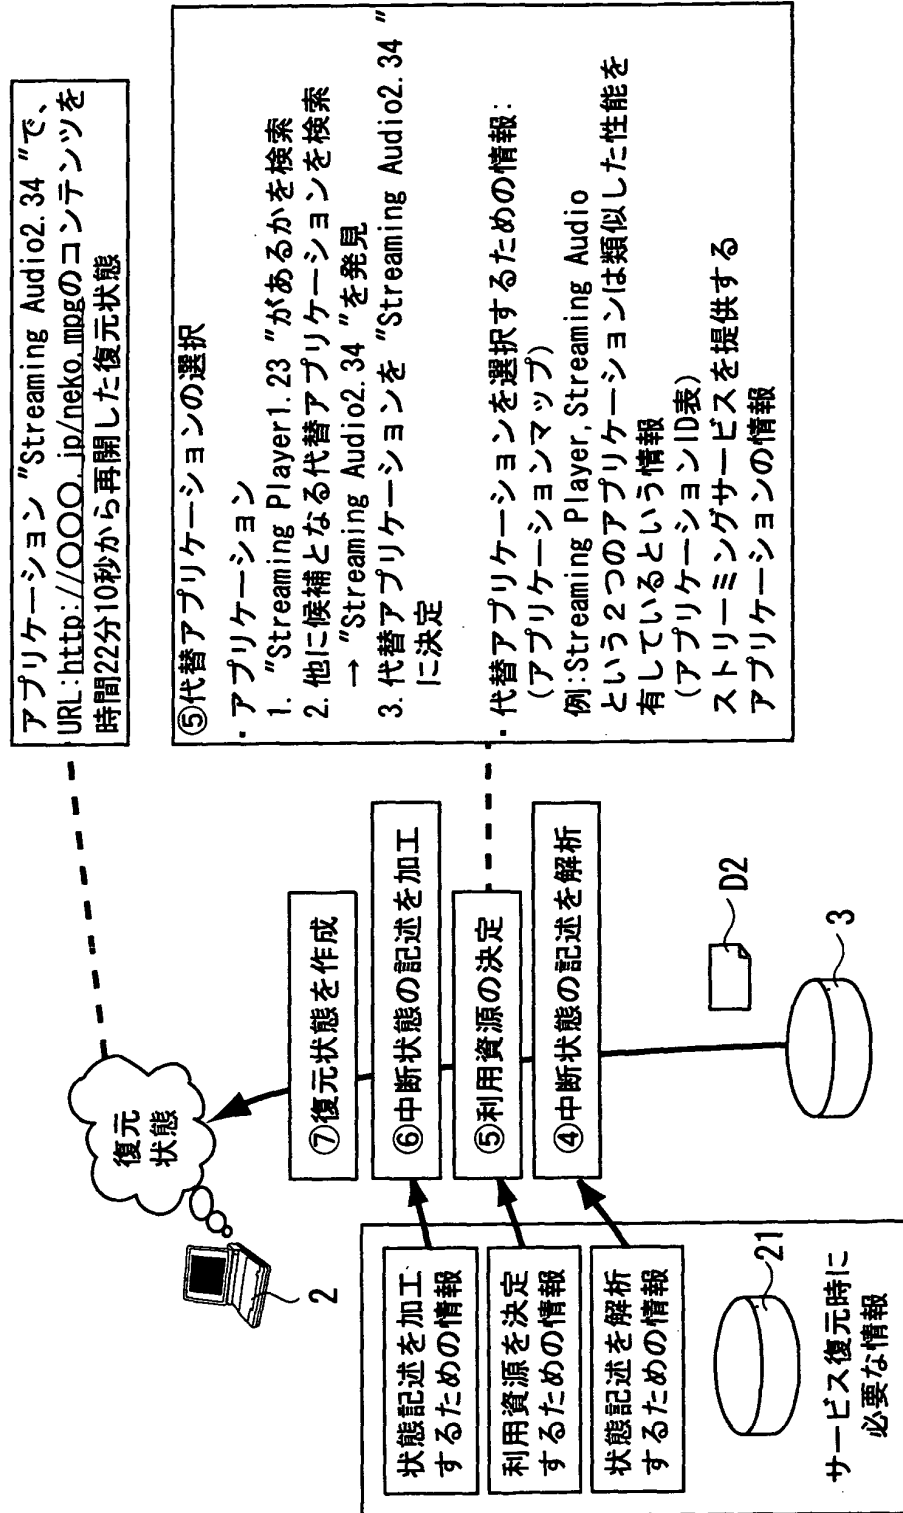 アプリケーション"Streaming Audio2.34"で、
URL:http://〇〇〇.jp/neko.mpgのコンテンツを
時間22分10秒から再開した復元状態
⑤代替アプリケーションの選択
・アプリケーション
1. "Streaming Player1.23"があるかを検索
2. 他に候補となる代替アプリケーションを検索
→ "Streaming Audio2.34"を発見
3. 代替アプリケーションを"Streaming Audio2.34"
に決定
・代替アプリケーションを選択するための情報:
(アプリケーションマップ)
例:Streaming Player,Streaming Audio
という2つのアプリケーションは類似した性能を
有しているという情報
(アプリケーションID表)
ストリーミングサービスを提供する
アプリケーションの情報
復元
状態
2
⑦復元状態を作成
⑥中断状態の記述を加工
⑤利用資源の決定
④中断状態の記述を解析
D2
3
状態記述を加工
するための情報
利用資源を決定
するための情報
状態記述を解析
するための情報
21
サービス復元時に
必要な情報